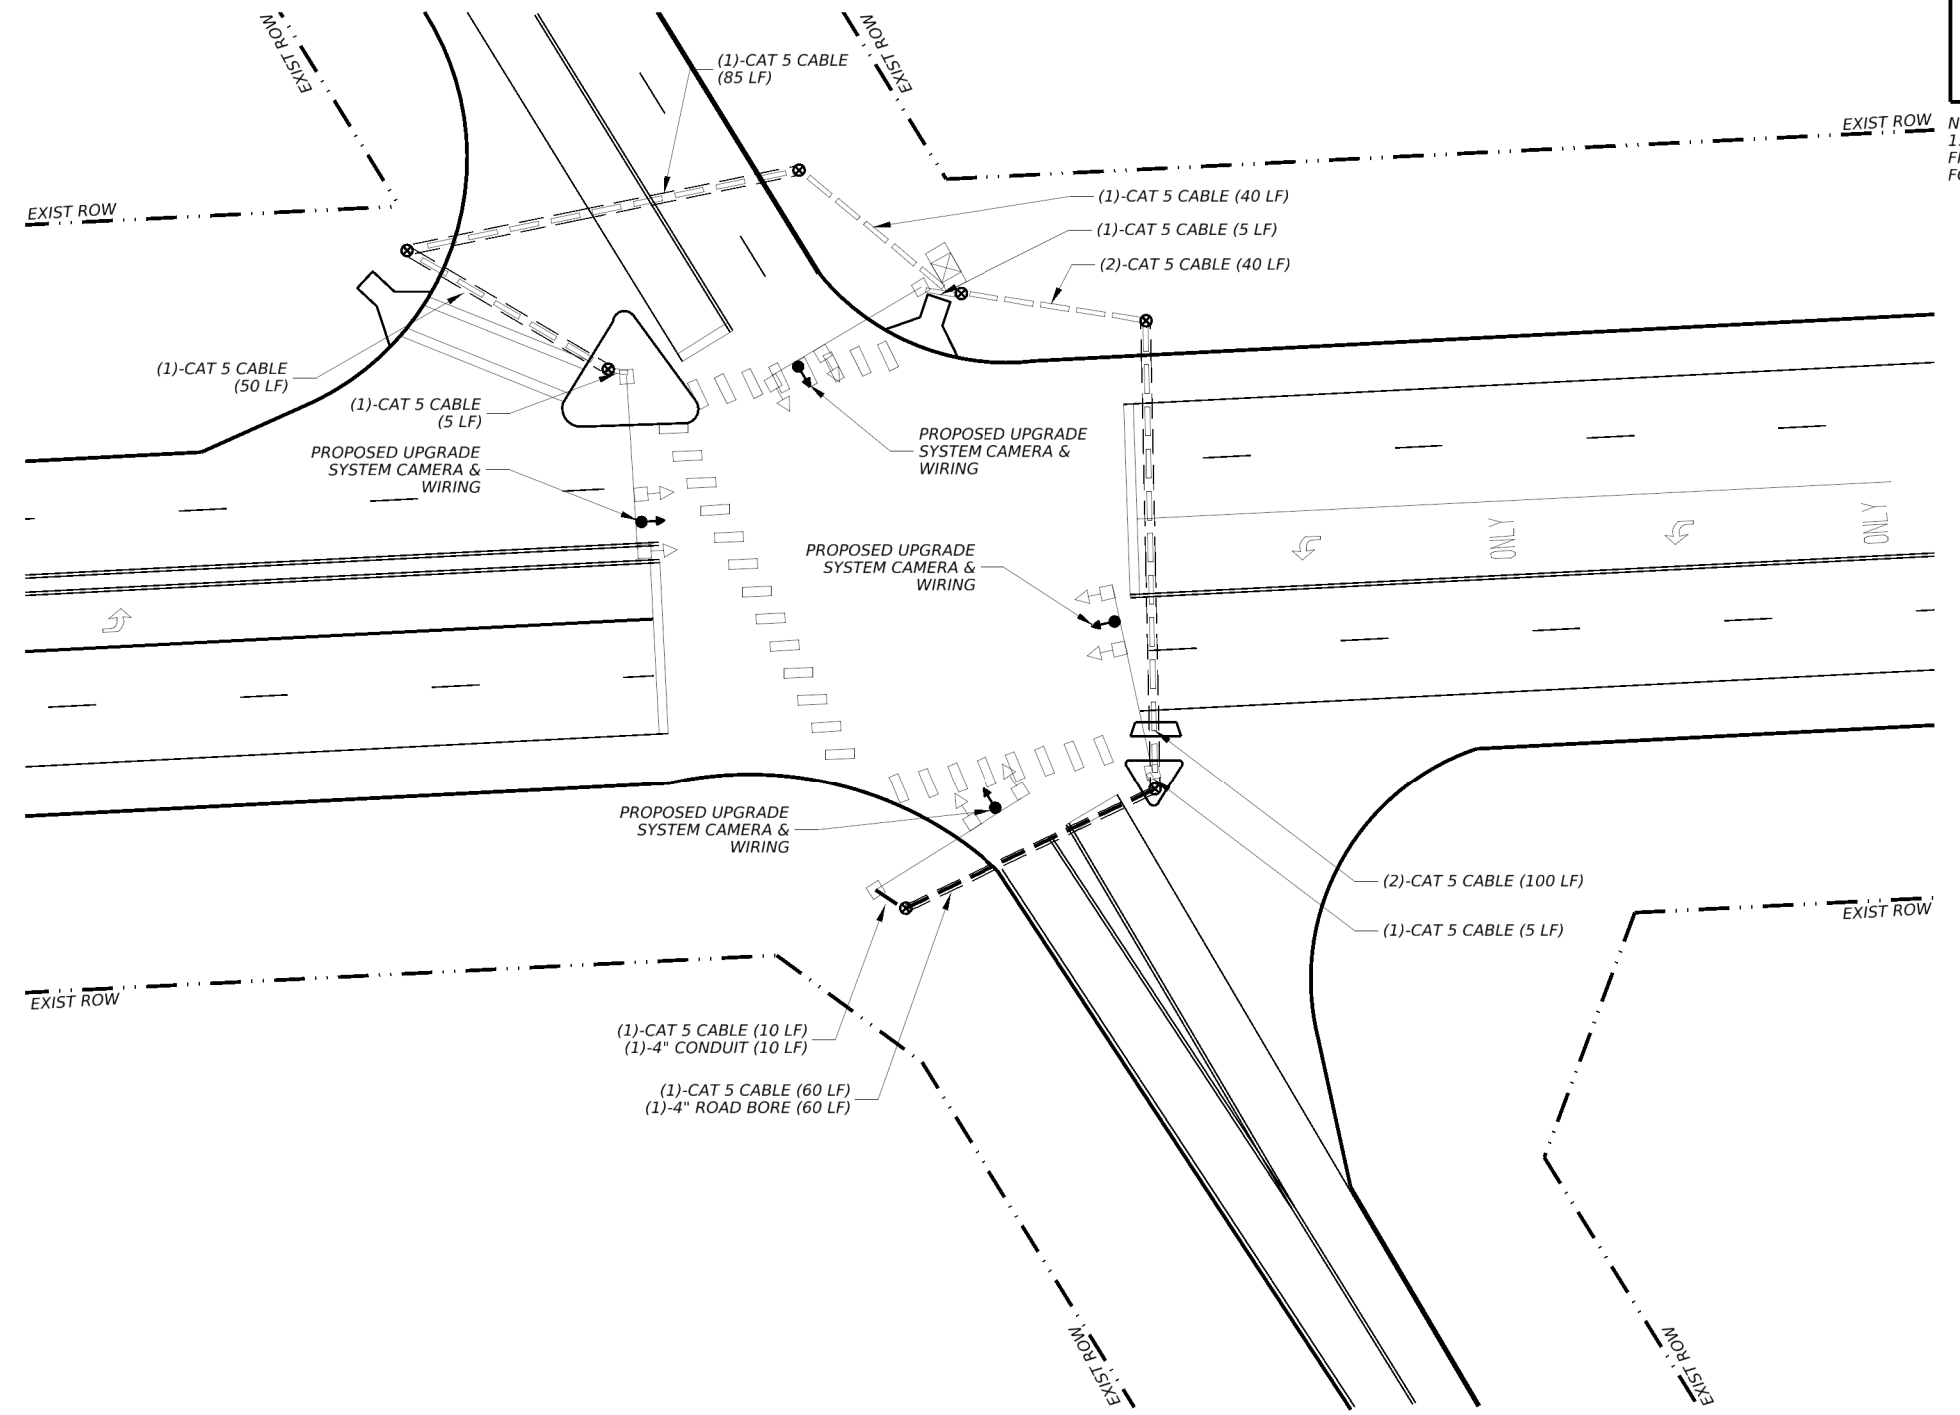 EXIST ROW
EXIST ROW
(1)-CAT 5 CABLE
(85 LF)
EXIST ROW
N
1
F
FO
EXIST ROW
(1)-CAT 5 CABLE (40 LF)
(1)-CAT 5 CABLE (5 LF)
(2)-CAT 5 CABLE (40 LF)
(1)-CAT 5 CABLE
(50 LF)
(1)-CAT 5 CABLE
(5 LF)
PROPOSED UPGRADE
SYSTEM CAMERA &
WIRING
PROPOSED UPGRADE
SYSTEM CAMERA &
WIRING
ONLY
ONLY
PROPOSED UPGRADE
SYSTEM CAMERA &
WIRING
PROPOSED UPGRADE
SYSTEM CAMERA &
WIRING
(2)-CAT 5 CABLE (100 LF)
(1)-CAT 5 CABLE (5 LF)
EXIST ROW
EXIST ROW
(1)-CAT 5 CABLE (10 LF)
(1)-4" CONDUIT (10 LF)
(1)-CAT 5 CABLE (60 LF)
(1)-4" ROAD BORE (60 LF)
EXIST ROW
EXIST ROW